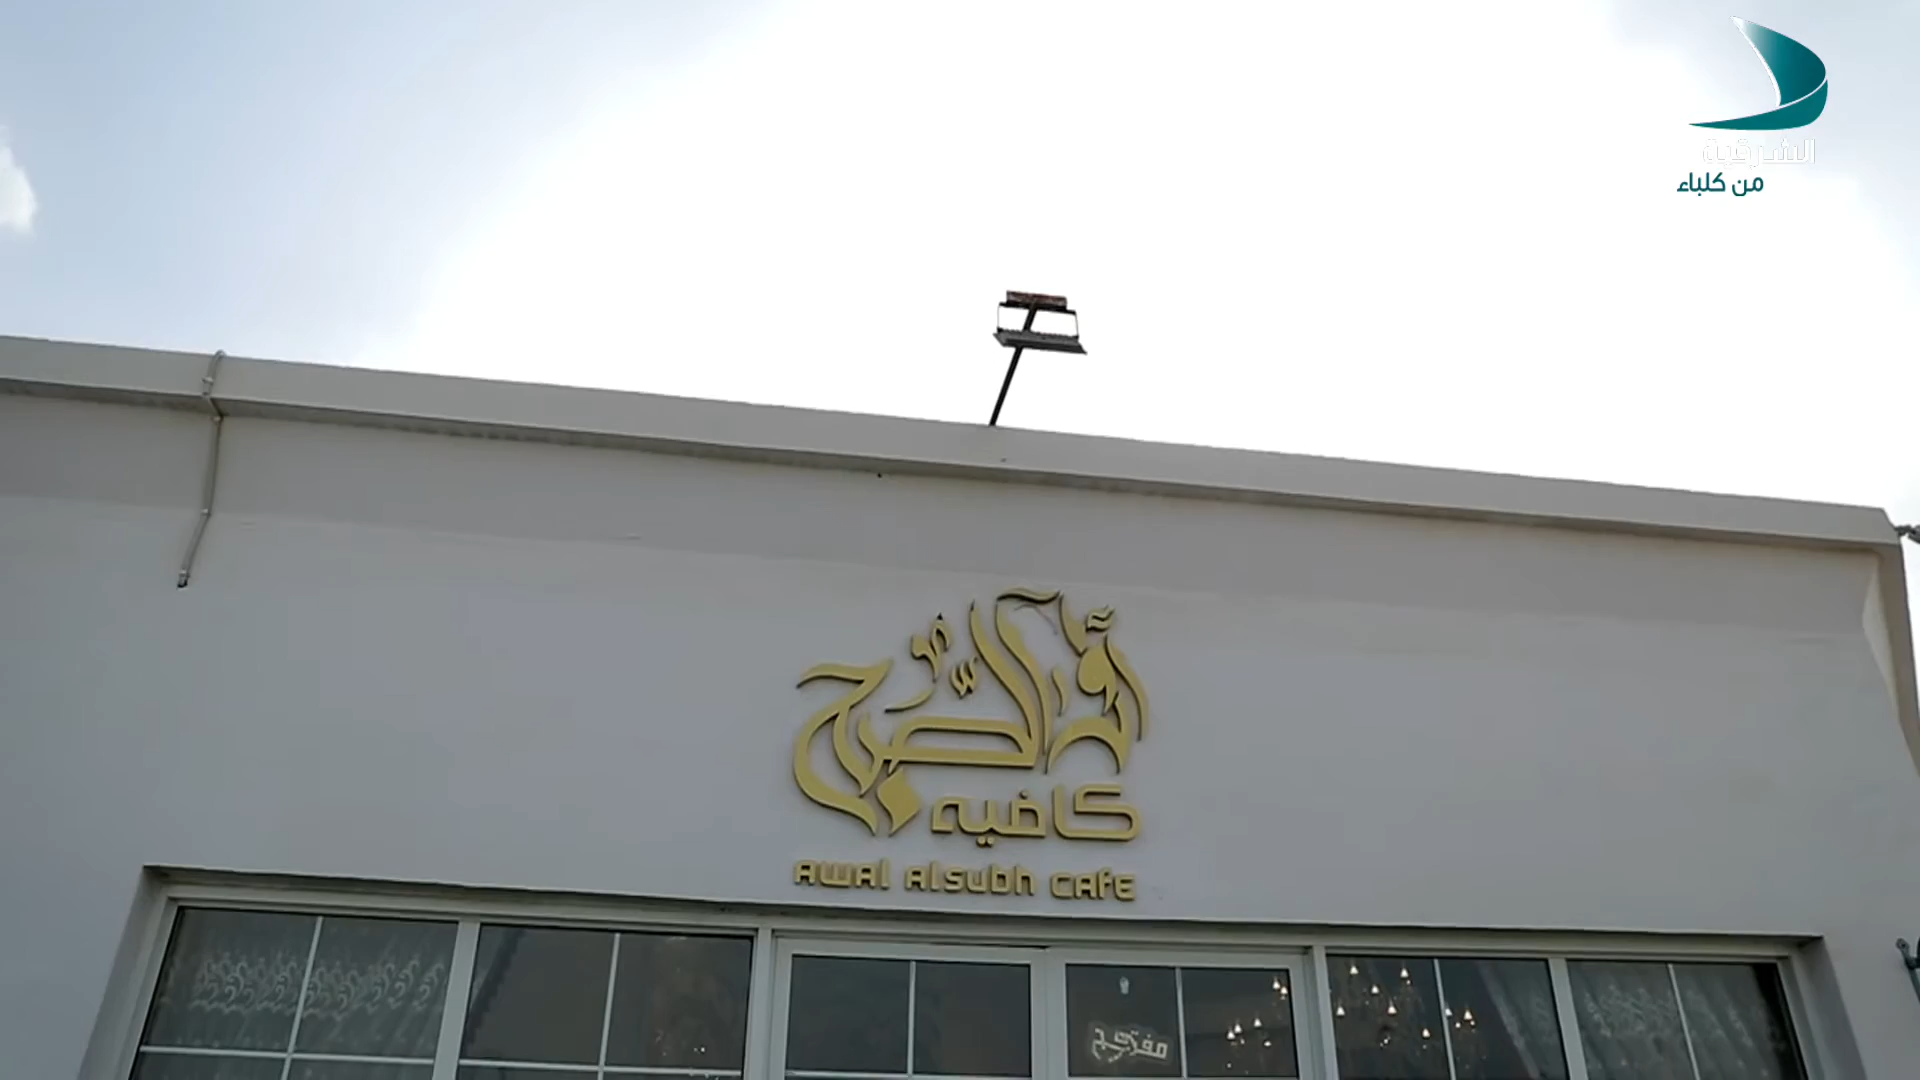 الشرقية
من كلباء
أول الصبح
كافيه
AWAL ALSUBH CAFE
مفتوح